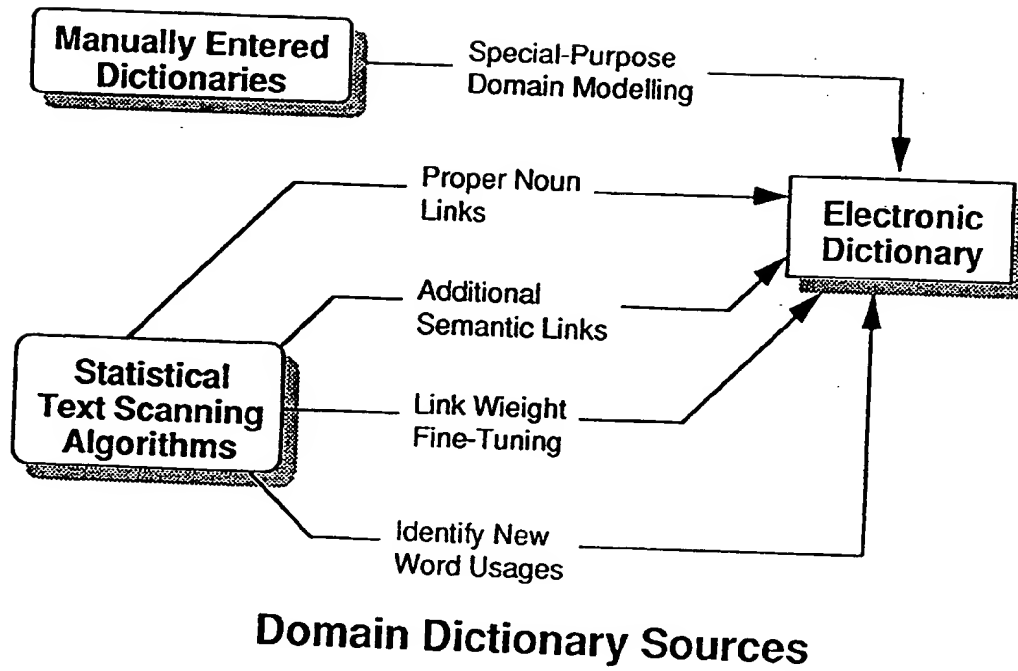 Manually Entered
Dictionaries
Special-Purpose
Domain Modelling
Proper Noun
Links
Electronic
Dictionary
Additional
Semantic Links
Statistical
Text Scanning
Algorithms
Link Wieight
Fine-Tuning
Identify New
Word Usages
Domain Dictionary Sources